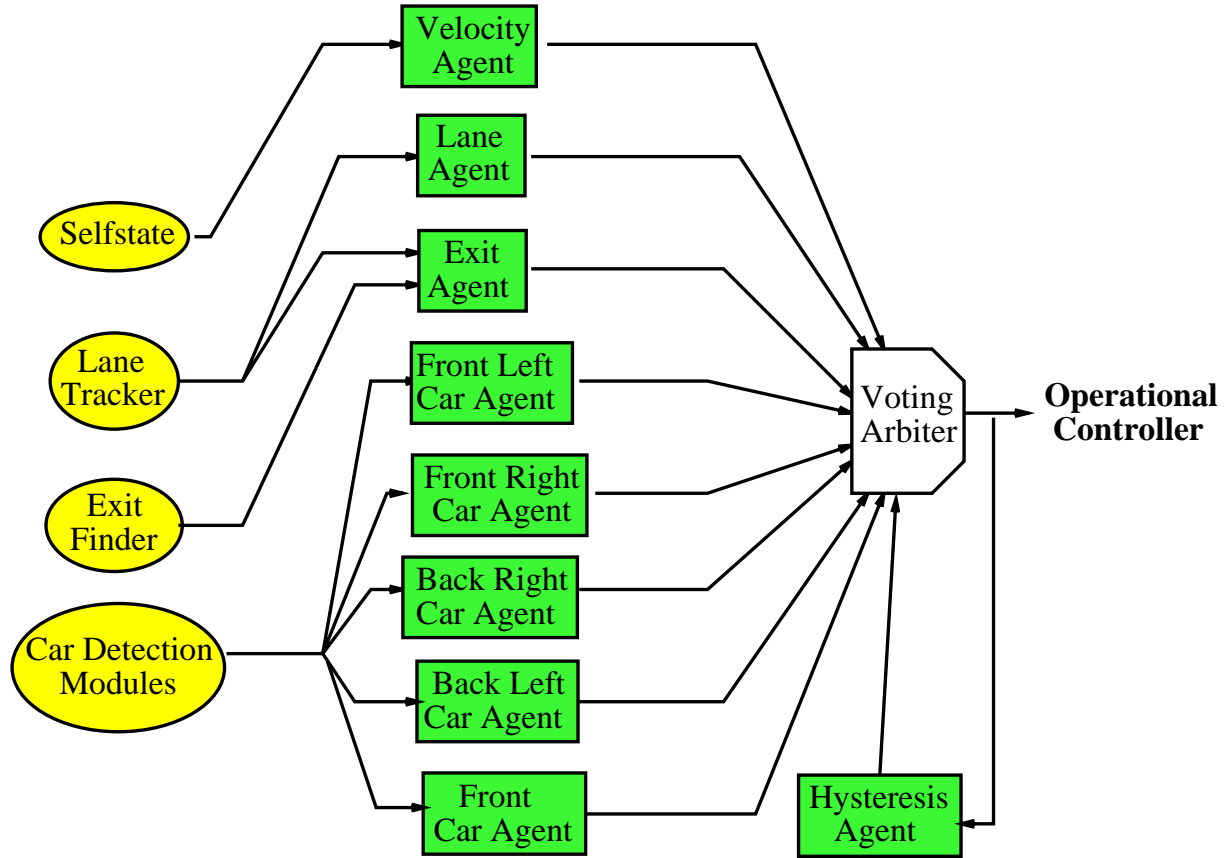 Velocity
Agent
Lane
Agent
Selfstate
Exit
Agent
Lane
Tracker
Front Left
Car Agent
Voting
Arbiter
Operational
Controller
Exit
Finder
Front Right
Car Agent
Back Right
Car Agent
Car Detection
Modules
Back Left
Car Agent
Front
Car Agent
Hysteresis
Agent